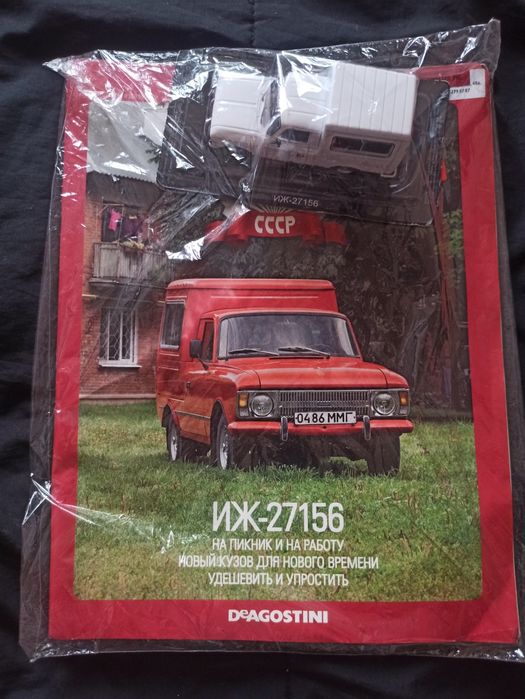 ИЖ-27156
СССР
0486 ММГ
ИЖ-27156
НА ПИКНИК И НА РАБОТУ
НОВЫЙ КУЗОВ ДЛЯ НОВОГО ВРЕМЕНИ
УДЕШЕВИТЬ И УПРОСТИТЬ
DeAGOSTINI